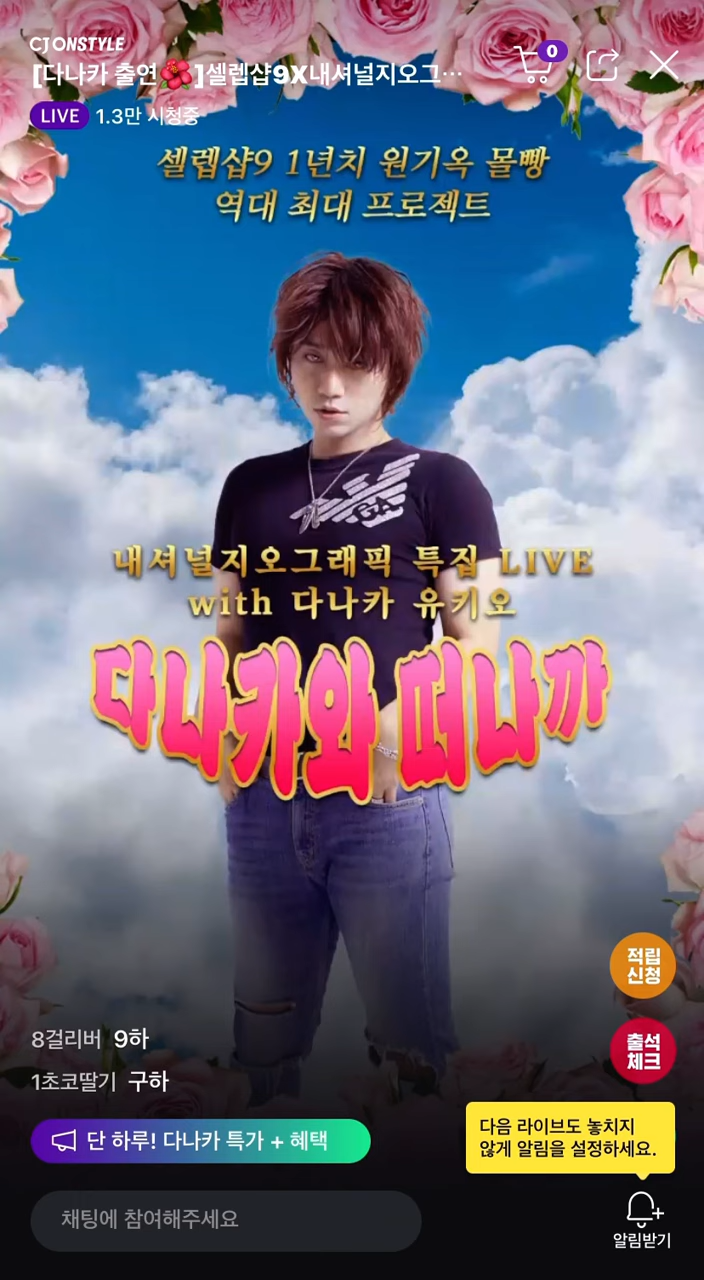 CJ ONSTYLE
[다나카 출연🌺]셀렙샵9X내셔널지오그…
0
LIVE 1.3만 시청중
셀렙샵9 1년치 원기옥 몰빵
역대 최대 프로젝트
GA
내셔널지오그래픽 특집 LIVE
with 다나카 유키오
다나카와 떠나까
적립
신청
8걸리버 9하
출석
체크
1초코딸기 구하
단 하루! 다나카 특가 + 혜택
다음 라이브도 놓치지
않게 알림을 설정하세요.
채팅에 참여해주세요
알림받기